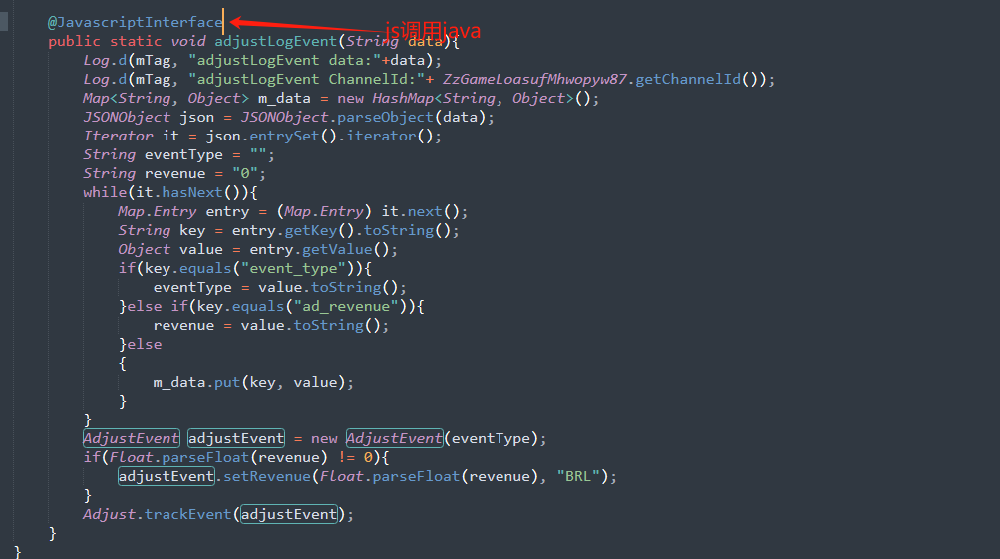 @JavascriptInterface
js调用java
public static void adjustLogEvent(String data){
Log.d(mTag, "adjustLogEvent data:"+data);
Log.d(mTag, "adjustLogEvent ChannelId:"+ ZzGameLoasufMhwopyw87.getChannelId());
Map<String, Object> m_data = new HashMap<String, Object>();
JSONObject json = JSONObject.parseObject(data);
Iterator it = json.entrySet().iterator();
String eventType = "";
String revenue = "0";
while(it.hasNext()){
Map.Entry entry = (Map.Entry) it.next();
String key = entry.getKey().toString();
Object value = entry.getValue();
if(key.equals("event_type")){
eventType = value.toString();
}else if(key.equals("ad_revenue")){
revenue = value.toString();
}else
{
m_data.put(key, value);
}
}
AdjustEvent adjustEvent = new AdjustEvent(eventType);
if(Float.parseFloat(revenue) != 0){
adjustEvent.setRevenue(Float.parseFloat(revenue), "BRL");
}
Adjust.trackEvent(adjustEvent);
}
}